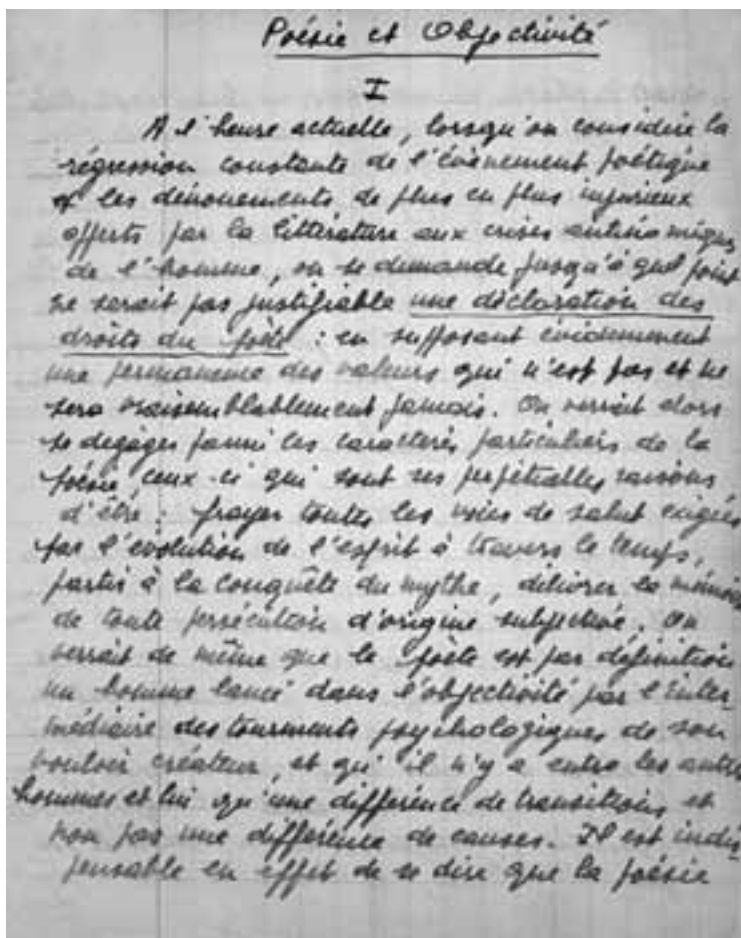 Poésie et Objectivité
I
A l'heure actuelle, lorsqu'on considère la
régression constante de l'évènement poétique
et les dénouements de plus en plus injurieux
offerts par la littérature aux crises antinomiques
de l'homme, on se demande jusqu'à quel point
ne serait pas justifiable une déclaration des
droits du poète : en supposant évidemment
une permanence des valeurs qui n'est pas et ne
sera vraisemblablement jamais. On verrait alors
se dégager parmi les caractères particuliers de la
poésie ceux-ci qui sont ses perpétuelles raisons
d'être : frayer toutes les voies de salut exigées
par l'évolution de l'esprit à travers le temps,
partir à la conquête du mythe, délivrer la mémoire
de toute persécution d'origine subjective. On
verrait de même que le poète est par définition
un homme lancé dans l'objectivité par l'inter
médiaire des tourments psychologiques de son
vouloir créateur, et qu'il n'y a entre les autres
hommes et lui qu'une différence de transitions et
non pas une différence de causes. Il est indis
pensable en effet de se dire que la poésie